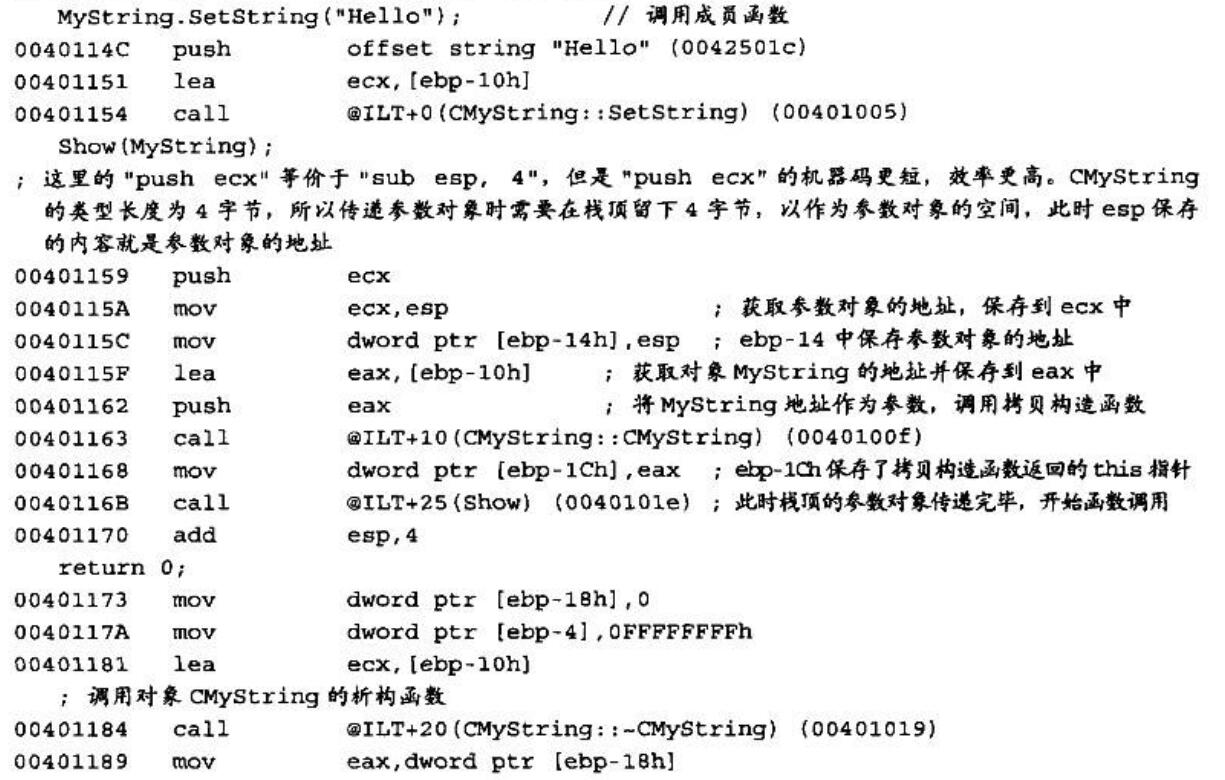 MyString.SetString("Hello"); // 调用成员函数
0040114C push offset string "Hello" (0042501c)
00401151 lea ecx,[ebp-10h]
00401154 call @ILT+0(CMyString::SetString) (00401005)
Show(MyString);
; 这里的"push ecx"等价于"sub esp, 4", 但是"push ecx"的机器码更短, 效率更高。CMyString
的类型长度为4字节, 所以传递参数对象时需要在栈顶留下4字节, 以作为参数对象的空间, 此时esp保存
的内容就是参数对象的地址
00401159 push ecx
0040115A mov ecx,esp ; 获取参数对象的地址, 保存到ecx中
0040115C mov dword ptr [ebp-14h],esp ; ebp-14中保存参数对象的地址
0040115F lea eax,[ebp-10h] ; 获取对象MyString的地址并保存到eax中
00401162 push eax ; 将MyString地址作为参数, 调用拷贝构造函数
00401163 call @ILT+10(CMyString::CMyString) (0040100f)
00401168 mov dword ptr [ebp-1Ch],eax ; ebp-1Ch保存了拷贝构造函数返回的this指针
0040116B call @ILT+25(Show) (0040101e) ; 此时栈顶的参数对象传递完毕, 开始函数调用
00401170 add esp,4
return 0;
00401173 mov dword ptr [ebp-18h],0
0040117A mov dword ptr [ebp-4],0FFFFFFFFh
00401181 lea ecx,[ebp-10h]
; 调用对象CMyString的析构函数
00401184 call @ILT+20(CMyString::~CMyString) (00401019)
00401189 mov eax,dword ptr [ebp-18h]